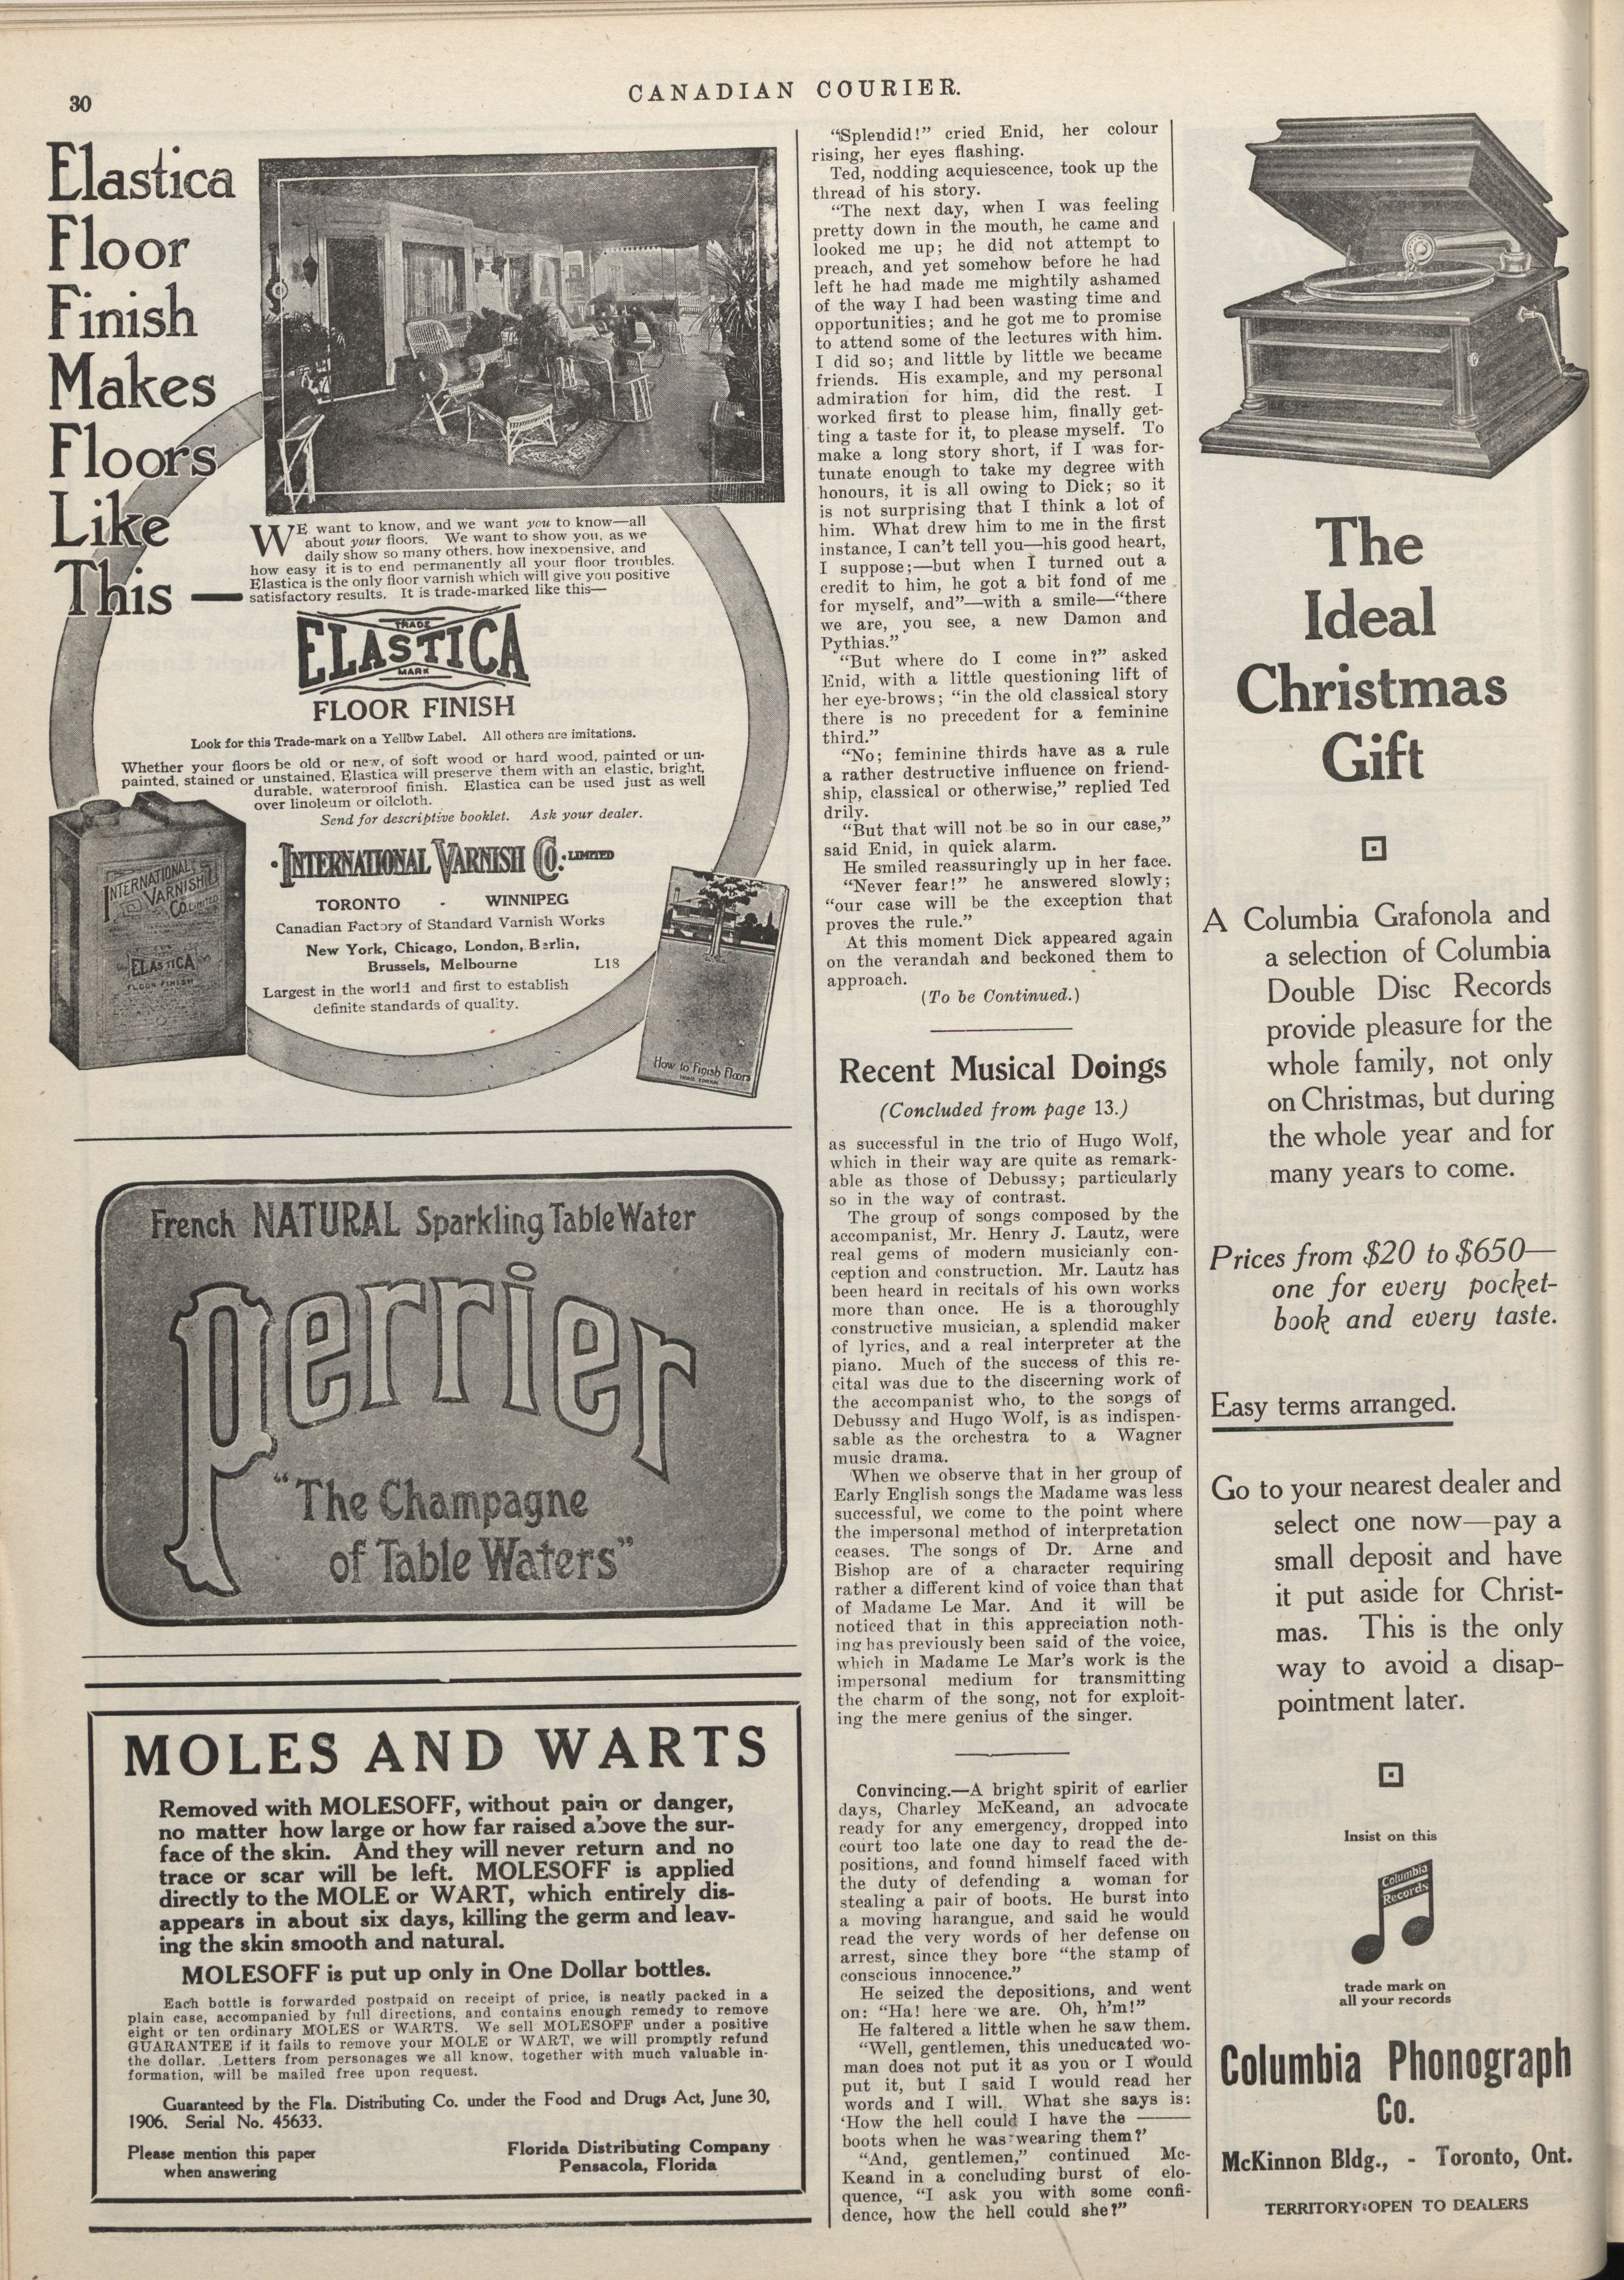 30
CANADIAN COURIER.
Elastica
Floor
Finish
Makes
Floors
Like
This —
WE want to know, and we want you to know—all
about your floors. We want to show you, as we
daily show so many others, how inexpensive, and
how easy it is to end permanently all your floor troubles.
Elastica is the only floor varnish which will give you positive
satisfactory results. It is trade-marked like this—
TRADE
ELASTICA
MARK
FLOOR FINISH
Look for this Trade-mark on a Yellow Label. All others are imitations.
Whether your floors be old or new, of soft wood or hard wood, painted or un-
painted, stained or unstained, Elastica will preserve them with an elastic, bright,
durable, waterproof finish. Elastica can be used just as well
over linoleum or oilcloth.
Send for descriptive booklet. Ask your dealer.
INTERNATIONAL VARNISH CO. LIMITED
TORONTO - WINNIPEG
Canadian Factory of Standard Varnish Works
New York, Chicago, London, Berlin,
Brussels, Melbourne L18
Largest in the world and first to establish
definite standards of quality.
INTERNATIONAL
VARNISH
CO. LIMITED
ELASTICA
FLOOR FINISH
How to Finish Floors
HOME EDITION
French NATURAL Sparkling Table Water
perrier
"The Champagne
of Table Waters"
MOLES AND WARTS
Removed with MOLESOFF, without pain or danger,
no matter how large or how far raised above the sur-
face of the skin. And they will never return and no
trace or scar will be left. MOLESOFF is applied
directly to the MOLE or WART, which entirely dis-
appears in about six days, killing the germ and leav-
ing the skin smooth and natural.
MOLESOFF is put up only in One Dollar bottles.
Each bottle is forwarded postpaid on receipt of price, is neatly packed in a
plain case, accompanied by full directions, and contains enough remedy to remove
eight or ten ordinary MOLES or WARTS. We sell MOLESOFF under a positive
GUARANTEE if it fails to remove your MOLE or WART, we will promptly refund
the dollar. Letters from personages we all know, together with much valuable in-
formation, will be mailed free upon request.
Guaranteed by the Fla. Distributing Co. under the Food and Drugs Act, June 30,
1906. Serial No. 45633.
Please mention this paper
when answering
Florida Distributing Company
Pensacola, Florida
"Splendid!" cried Enid, her colour
rising, her eyes flashing.
Ted, nodding acquiescence, took up the
thread of his story.
"The next day, when I was feeling
pretty down in the mouth, he came and
looked me up; he did not attempt to
preach, and yet somehow before he had
left he had made me mightily ashamed
of the way I had been wasting time and
opportunities; and he got me to promise
to attend some of the lectures with him.
I did so; and little by little we became
friends. His example, and my personal
admiration for him, did the rest. I
worked first to please him, finally get-
ting a taste for it, to please myself. To
make a long story short, if I was for-
tunate enough to take my degree with
honours, it is all owing to Dick; so it
is not surprising that I think a lot of
him. What drew him to me in the first
instance, I can't tell you—his good heart,
I suppose;—but when I turned out a
credit to him, he got a bit fond of me
for myself, and"—with a smile—"there
we are, you see, a new Damon and
Pythias."
"But where do I come in?" asked
Enid, with a little questioning lift of
her eye-brows; "in the old classical story
there is no precedent for a feminine
third."
"No; feminine thirds have as a rule
a rather destructive influence on friend-
ship, classical or otherwise," replied Ted
drily.
"But that will not be so in our case,"
said Enid, in quick alarm.
He smiled reassuringly up in her face.
"Never fear!" he answered slowly;
"our case will be the exception that
proves the rule."
At this moment Dick appeared again
on the verandah and beckoned them to
approach.
(To be Continued.)
Recent Musical Doings
(Concluded from page 13.)
as successful in the trio of Hugo Wolf,
which in their way are quite as remark-
able as those of Debussy; particularly
so in the way of contrast.
The group of songs composed by the
accompanist, Mr. Henry J. Lautz, were
real gems of modern musicianly con-
ception and construction. Mr. Lautz has
been heard in recitals of his own works
more than once. He is a thoroughly
constructive musician, a splendid maker
of lyrics, and a real interpreter at the
piano. Much of the success of this re-
cital was due to the discerning work of
the accompanist who, to the songs of
Debussy and Hugo Wolf, is as indispen-
sable as the orchestra to a Wagner
music drama.
When we observe that in her group of
Early English songs the Madame was less
successful, we come to the point where
the impersonal method of interpretation
ceases. The songs of Dr. Arne and
Bishop are of a character requiring
rather a different kind of voice than that
of Madame Le Mar. And it will be
noticed that in this appreciation noth-
ing has previously been said of the voice,
which in Madame Le Mar's work is the
impersonal medium for transmitting
the charm of the song, not for exploit-
ing the mere genius of the singer.
Convincing.—A bright spirit of earlier
days, Charley McKeand, an advocate
ready for any emergency, dropped into
court too late one day to read the de-
positions, and found himself faced with
the duty of defending a woman for
stealing a pair of boots. He burst into
a moving harangue, and said he would
read the very words of her defense on
arrest, since they bore "the stamp of
conscious innocence."
He seized the depositions, and went
on: "Ha! here we are. Oh, h'm!"
He faltered a little when he saw them.
"Well, gentlemen, this uneducated wo-
man does not put it as you or I would
put it, but I said I would read her
words and I will. What she says is:
'How the hell could I have the ——
boots when he was wearing them?'
"And, gentlemen," continued Mc-
Keand in a concluding burst of elo-
quence, "I ask you with some confi-
dence, how the hell could she?"
The
Ideal
Christmas
Gift
A Columbia Grafonola and
a selection of Columbia
Double Disc Records
provide pleasure for the
whole family, not only
on Christmas, but during
the whole year and for
many years to come.
Prices from $20 to $650—
one for every pocket-
book and every taste.
Easy terms arranged.
Go to your nearest dealer and
select one now—pay a
small deposit and have
it put aside for Christ-
mas. This is the only
way to avoid a disap-
pointment later.
Insist on this
Columbia
Records
trade mark on
all your records
Columbia Phonograph
Co.
McKinnon Bldg., - Toronto, Ont.
TERRITORY OPEN TO DEALERS